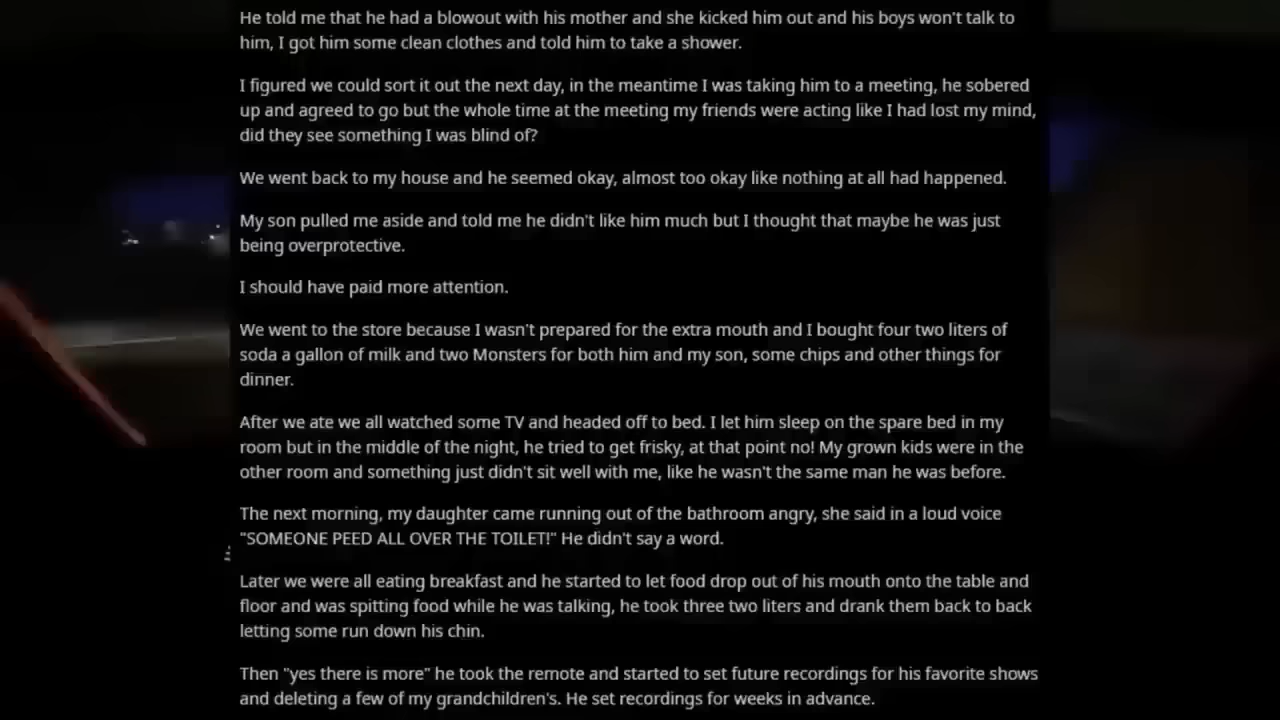 He told me that he had a blowout with his mother and she kicked him out and his boys won't talk to
him, I got him some clean clothes and told him to take a shower.
I figured we could sort it out the next day, in the meantime I was taking him to a meeting, he sobered
up and agreed to go but the whole time at the meeting my friends were acting like I had lost my mind,
did they see something I was blind of?
We went back to my house and he seemed okay, almost too okay like nothing at all had happened.
My son pulled me aside and told me he didn't like him much but I thought that maybe he was just
being overprotective.
I should have paid more attention.
We went to the store because I wasn't prepared for the extra mouth and I bought four two liters of
soda a gallon of milk and two Monsters for both him and my son, some chips and other things for
dinner.
After we ate we all watched some TV and headed off to bed. I let him sleep on the spare bed in my
room but in the middle of the night, he tried to get frisky, at that point no! My grown kids were in the
other room and something just didn't sit well with me, like he wasn't the same man he was before.
The next morning, my daughter came running out of the bathroom angry, she said in a loud voice
"SOMEONE PEED ALL OVER THE TOILET!" He didn't say a word.
Later we were all eating breakfast and he started to let food drop out of his mouth onto the table and
floor and was spitting food while he was talking, he took three two liters and drank them back to back
letting some run down his chin.
Then "yes there is more" he took the remote and started to set future recordings for his favorite shows
and deleting a few of my grandchildren's. He set recordings for weeks in advance.